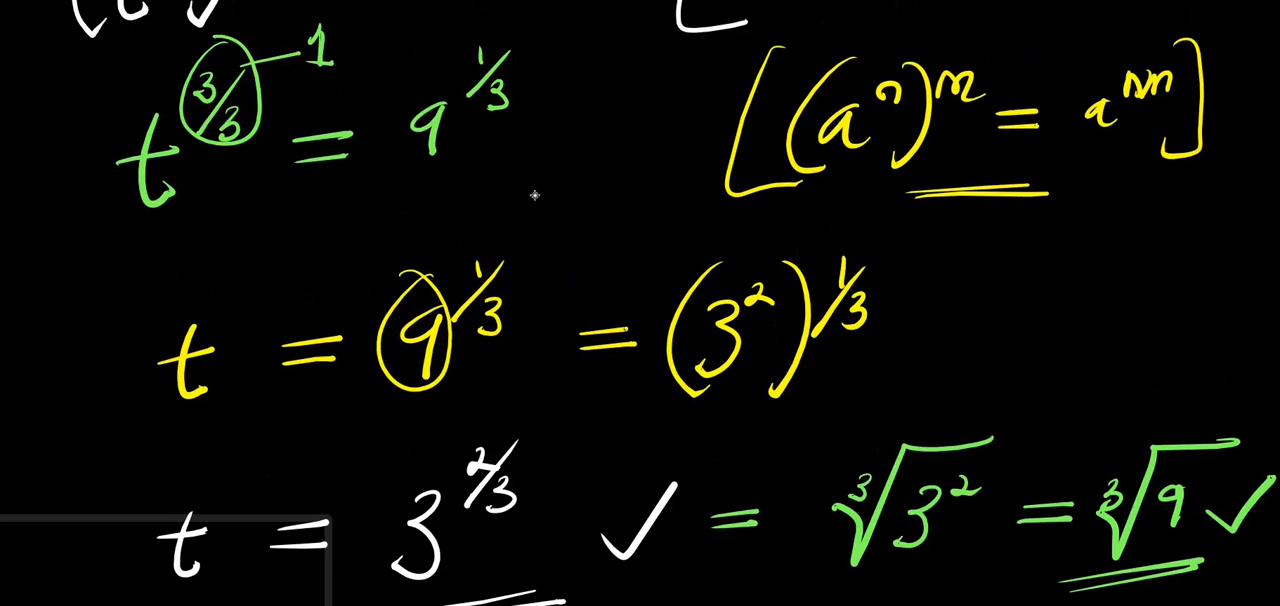 t^(3/3) — 1 = 9^(1/3)
[(a^n)^m = a^(nm)]
t = 9^(1/3) = (3^2)^(1/3)
t = 3^(2/3) ✓ = ∛(3^2) = ∛9 ✓